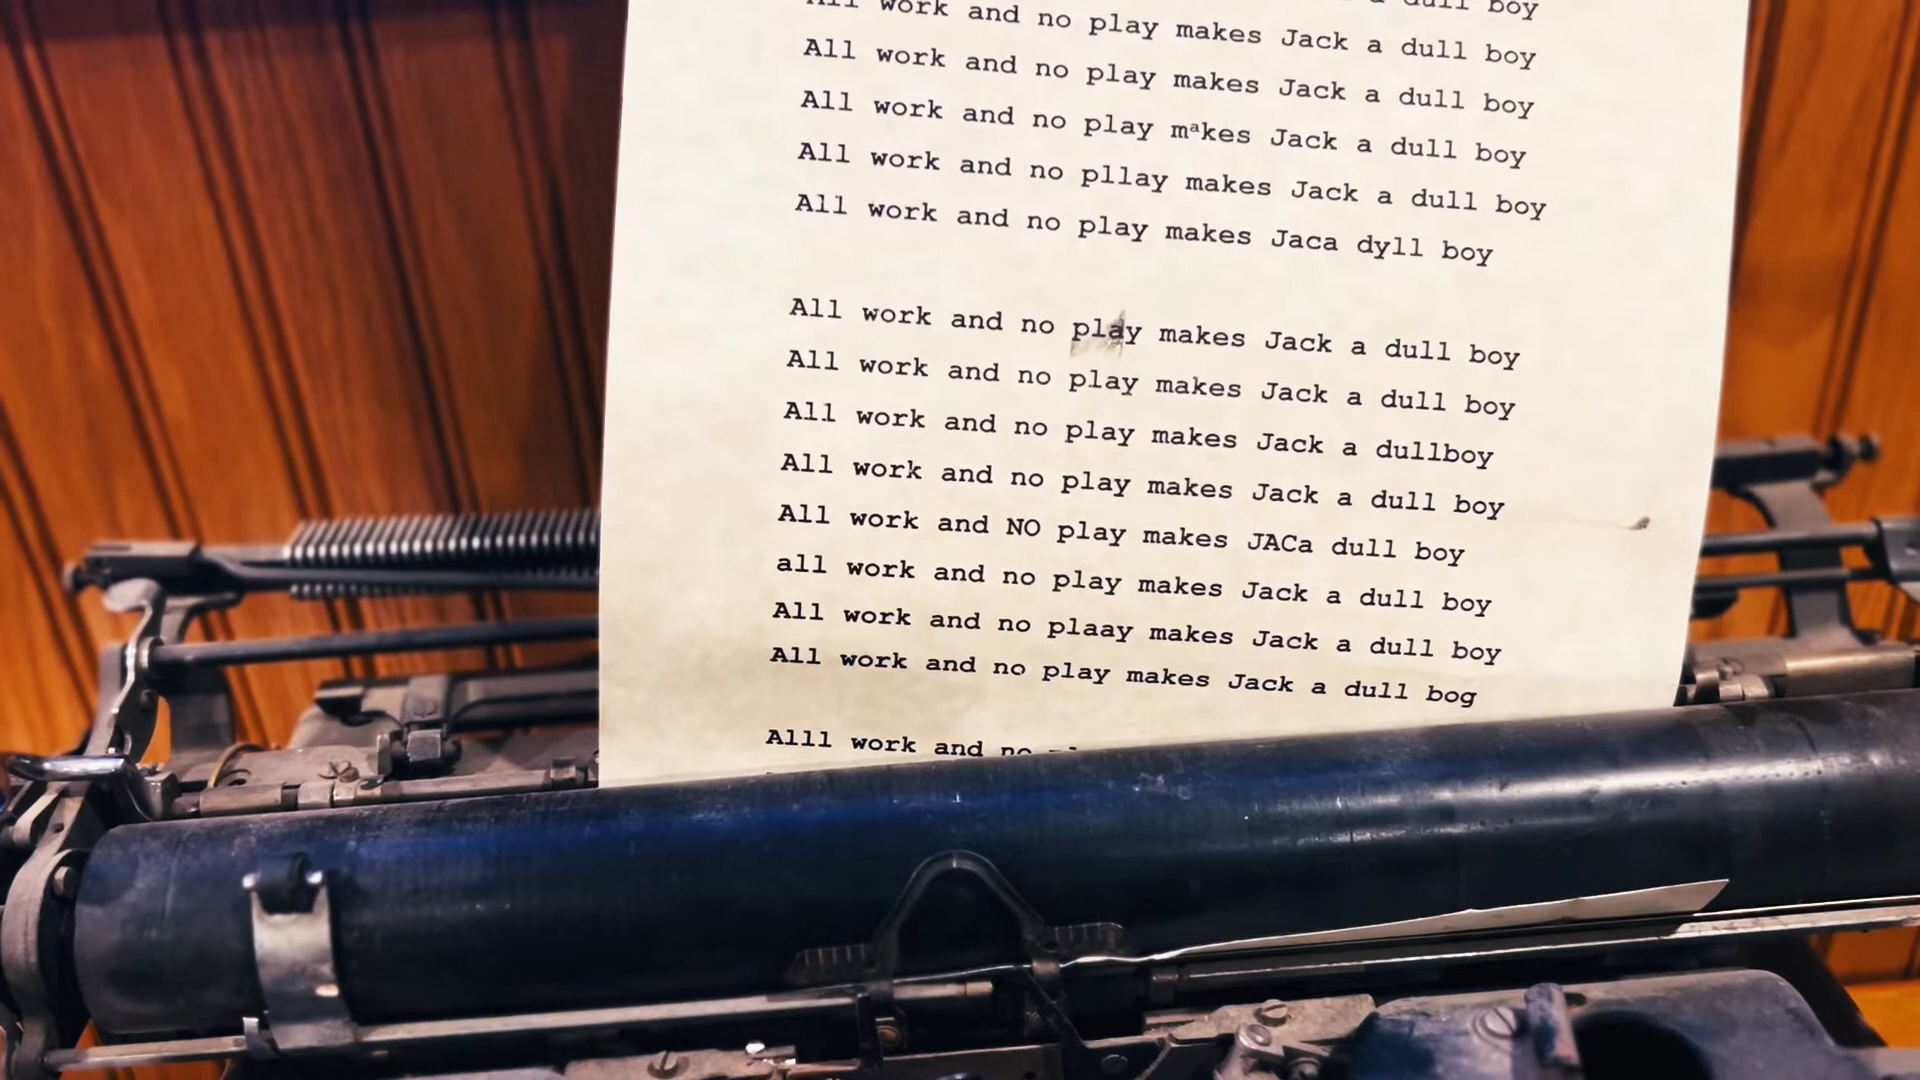 dull boy
All work and no play makes Jack a dull boy
All work and no play makes Jack a dull boy
All work and no play makes Jack a dull boy
All work and no pllay makes Jack a dull boy
All work and no play makes Jaca dyll boy
All work and no play makes Jack a dull boy
All work and no play makes Jack a dull boy
All work and no play makes Jack a dullboy
All work and no play makes Jack a dull boy
All work and NO play makes JACa dull boy
all work and no play makes Jack a dull boy
All work and no plaay makes Jack a dull boy
All work and no play makes Jack a dull bog
Alll work and no